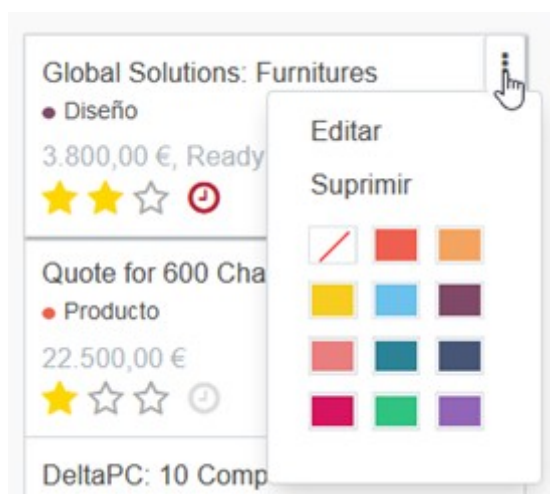 Global Solutions: Furnitures
Diseño
3.800,00 €, Ready
Editar
Suprimir
Quote for 600 Cha
Producto
22.500,00 €
DeltaPC: 10 Comp